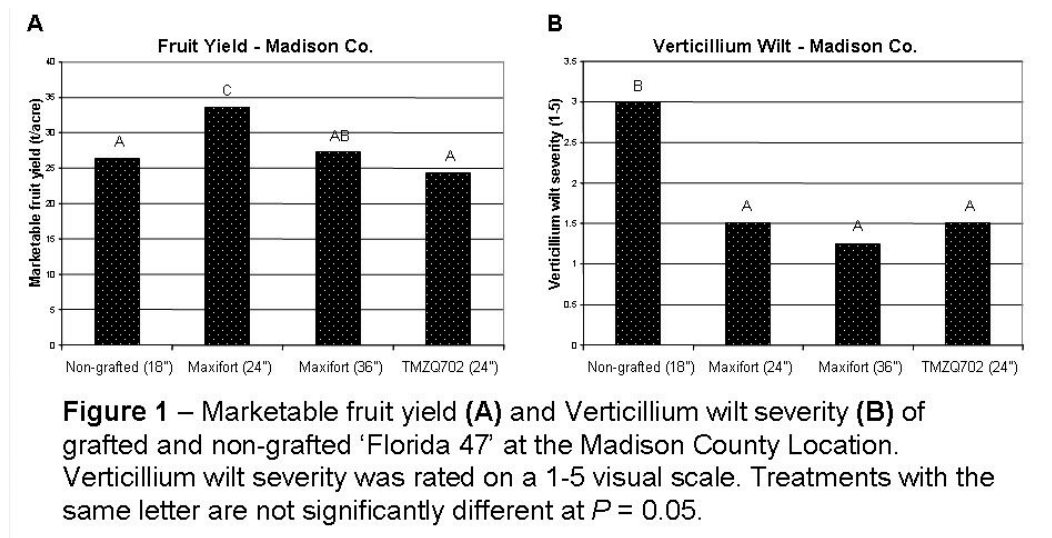 A
Fruit Yield - Madison Co.
Marketable fruit yield (t/acre)
40
35
30
25
20
15
10
5
0
A
C
AB
A
Non-grafted (18")
Maxifort (24")
Maxifort (36")
TMZQ702 (24")
B
Verticillium Wilt - Madison Co.
Verticillium wilt severity (1-5)
3.5
3
2.5
2
1.5
1
0.5
0
B
A
A
A
Non-grafted (18")
Maxifort (24")
Maxifort (36")
TMZQ702 (24")
Figure 1 – Marketable fruit yield (A) and Verticillium wilt severity (B) of
grafted and non-grafted ‘Florida 47’ at the Madison County Location.
Verticillium wilt severity was rated on a 1-5 visual scale. Treatments with the
same letter are not significantly different at P = 0.05.